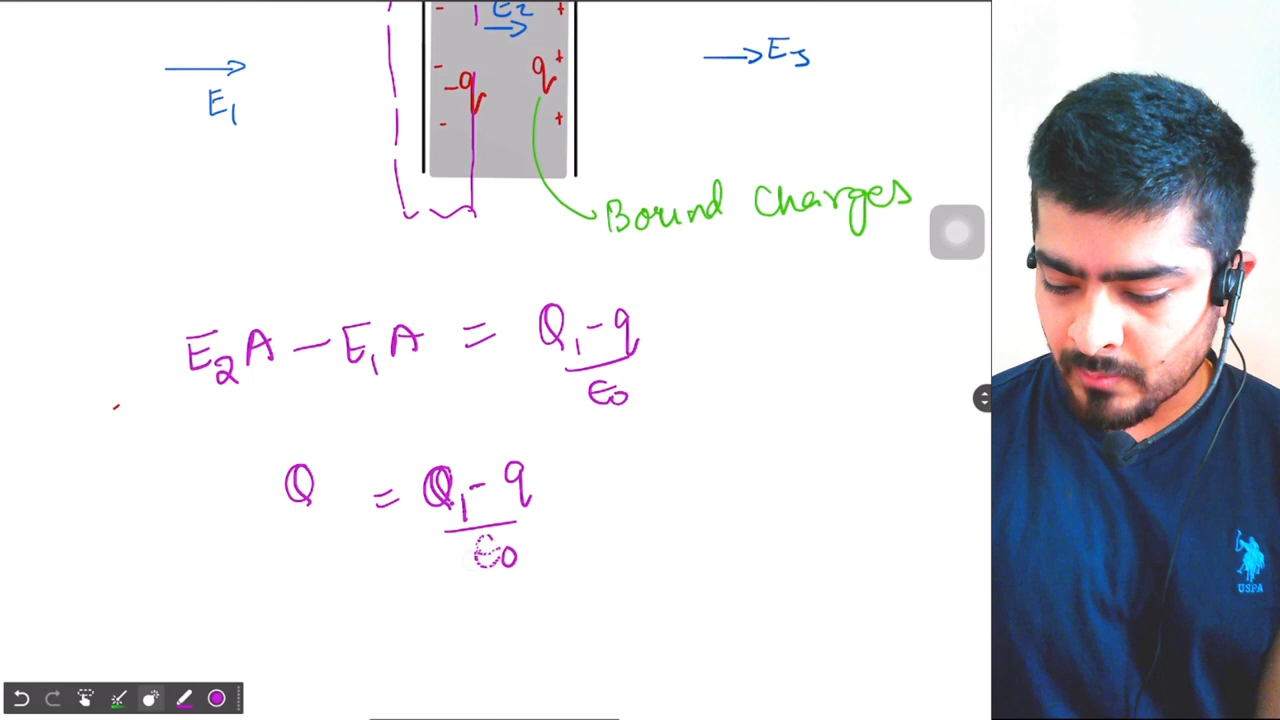 - E₂ +
→ E₃
- +
-q q
E₁
- +
Bound Charges
E₂A - E₁A = Q₁ - q / ε₀
Q = Q₁ - q / ε₀
USPA